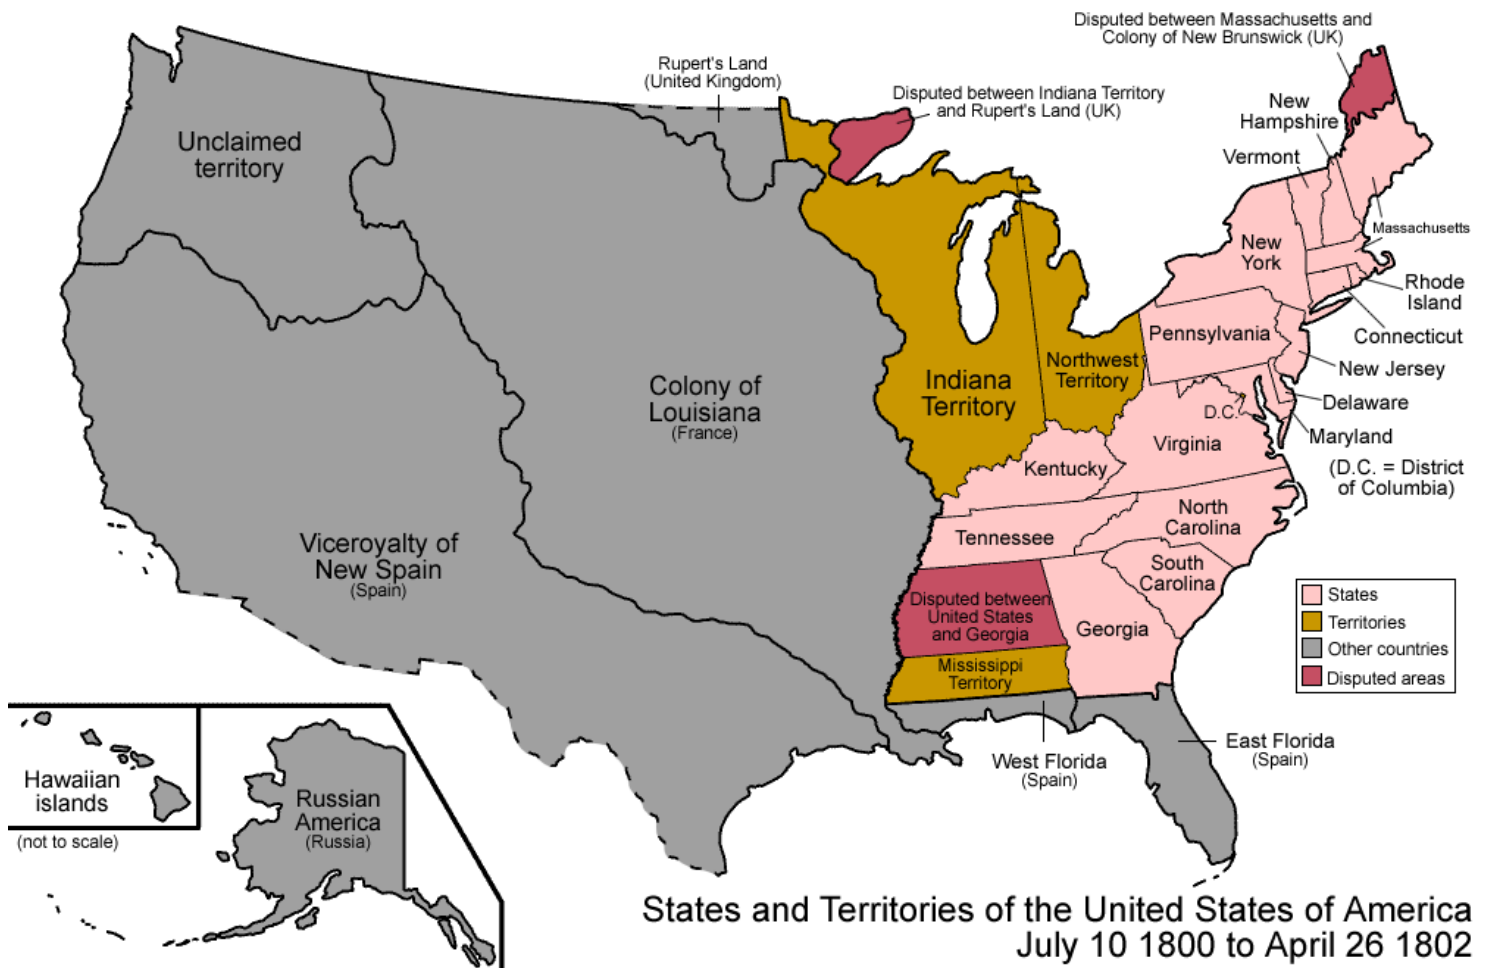 Disputed between Massachusetts and
Colony of New Brunswick (UK)
Rupert's Land
(United Kingdom)
Disputed between Indiana Territory
and Rupert's Land (UK)
New
Hampshire
Vermont
Unclaimed
territory
Massachusetts
New
York
Rhode
Island
Connecticut
Pennsylvania
New Jersey
Northwest
Territory
Indiana
Territory
Colony of
Louisiana
(France)
D.C.
Delaware
Maryland
Virginia
(D.C. = District
of Columbia)
Kentucky
North
Carolina
Tennessee
South
Carolina
Viceroyalty of
New Spain
(Spain)
Disputed between
United States
and Georgia
Georgia
States
Territories
Other countries
Disputed areas
Mississippi
Territory
West Florida
(Spain)
East Florida
(Spain)
Hawaiian
islands
(not to scale)
Russian
America
(Russia)
States and Territories of the United States of America
July 10 1800 to April 26 1802